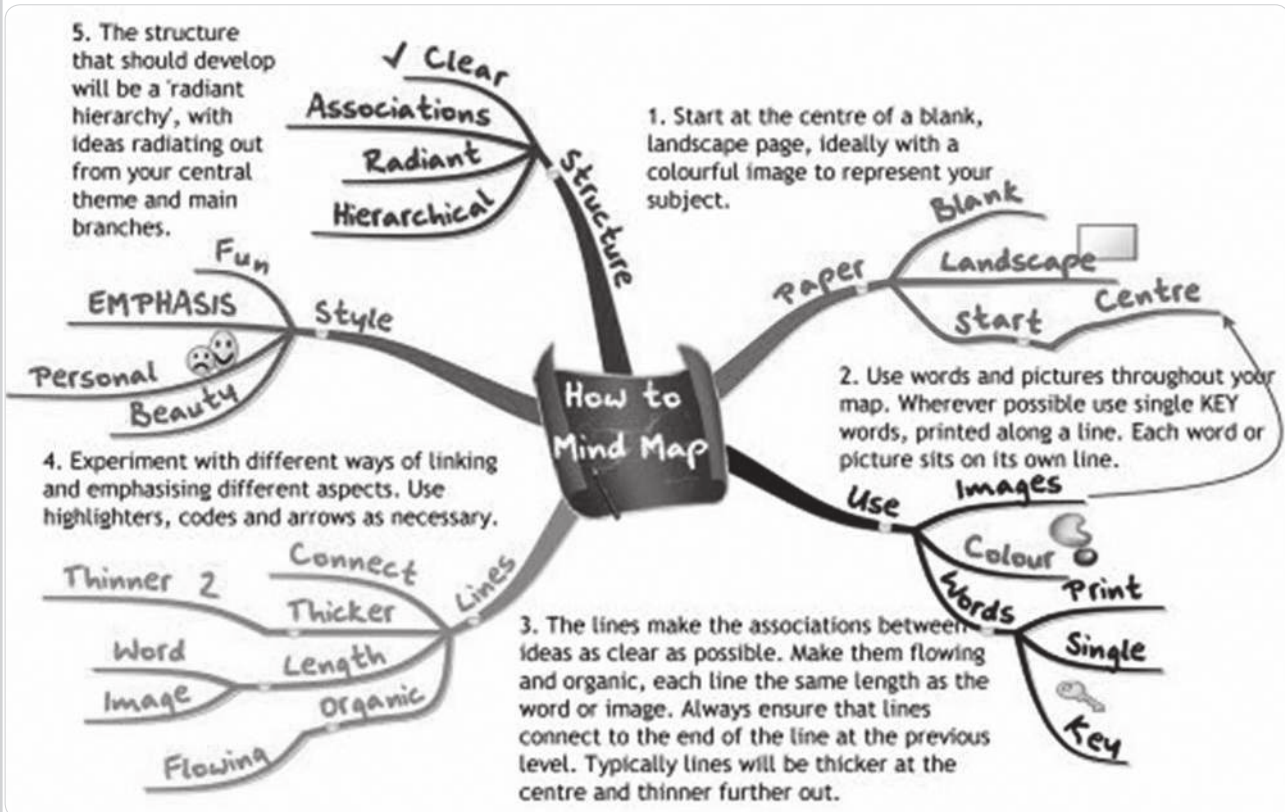 5. The structure
that should develop
will be a 'radiant
hierarchy', with
ideas radiating out
from your central
theme and main
branches.
✓ Clear
Associations
Radiant
Hierarchical
Structure
1. Start at the centre of a blank,
landscape page, ideally with a
colourful image to represent your
subject.
Paper
Blank
Landscape
Start
Centre
Fun
EMPHASIS
Personal
Beauty
Style
How to
Mind Map
2. Use words and pictures throughout your
map. Wherever possible use single KEY
words, printed along a line. Each word or
picture sits on its own line.
Use
Images
Colour
Words
Print
Single
Key
4. Experiment with different ways of linking
and emphasising different aspects. Use
highlighters, codes and arrows as necessary.
Lines
Connect
Thicker
Thinner 2
Length
Word
Image
Organic
Flowing
3. The lines make the associations between
ideas as clear as possible. Make them flowing
and organic, each line the same length as the
word or image. Always ensure that lines
connect to the end of the line at the previous
level. Typically lines will be thicker at the
centre and thinner further out.